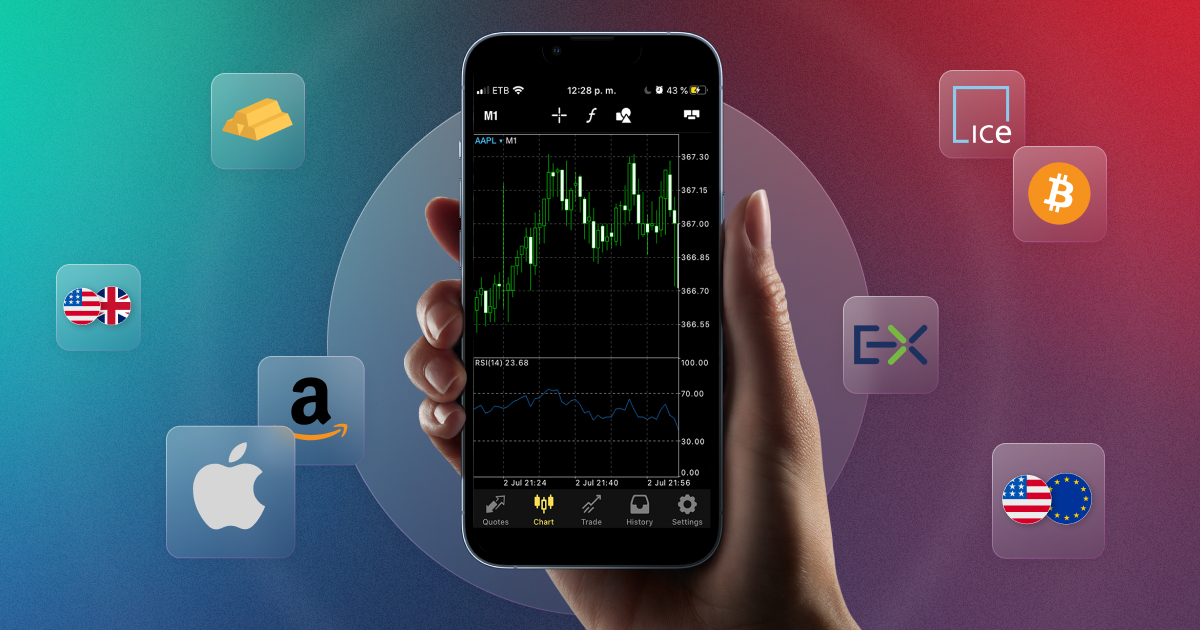 ETB 12:28 p. m. 43 %
M1 f
AAPL M1
367.30
367.15
367.00
366.85
366.70
366.55
RSI(14) 23.68
100.00
70.00
30.00
0.00
2 Jul 21:24 2 Jul 21:40 2 Jul 21:56
Quotes Chart Trade History Settings
a
ice
EX